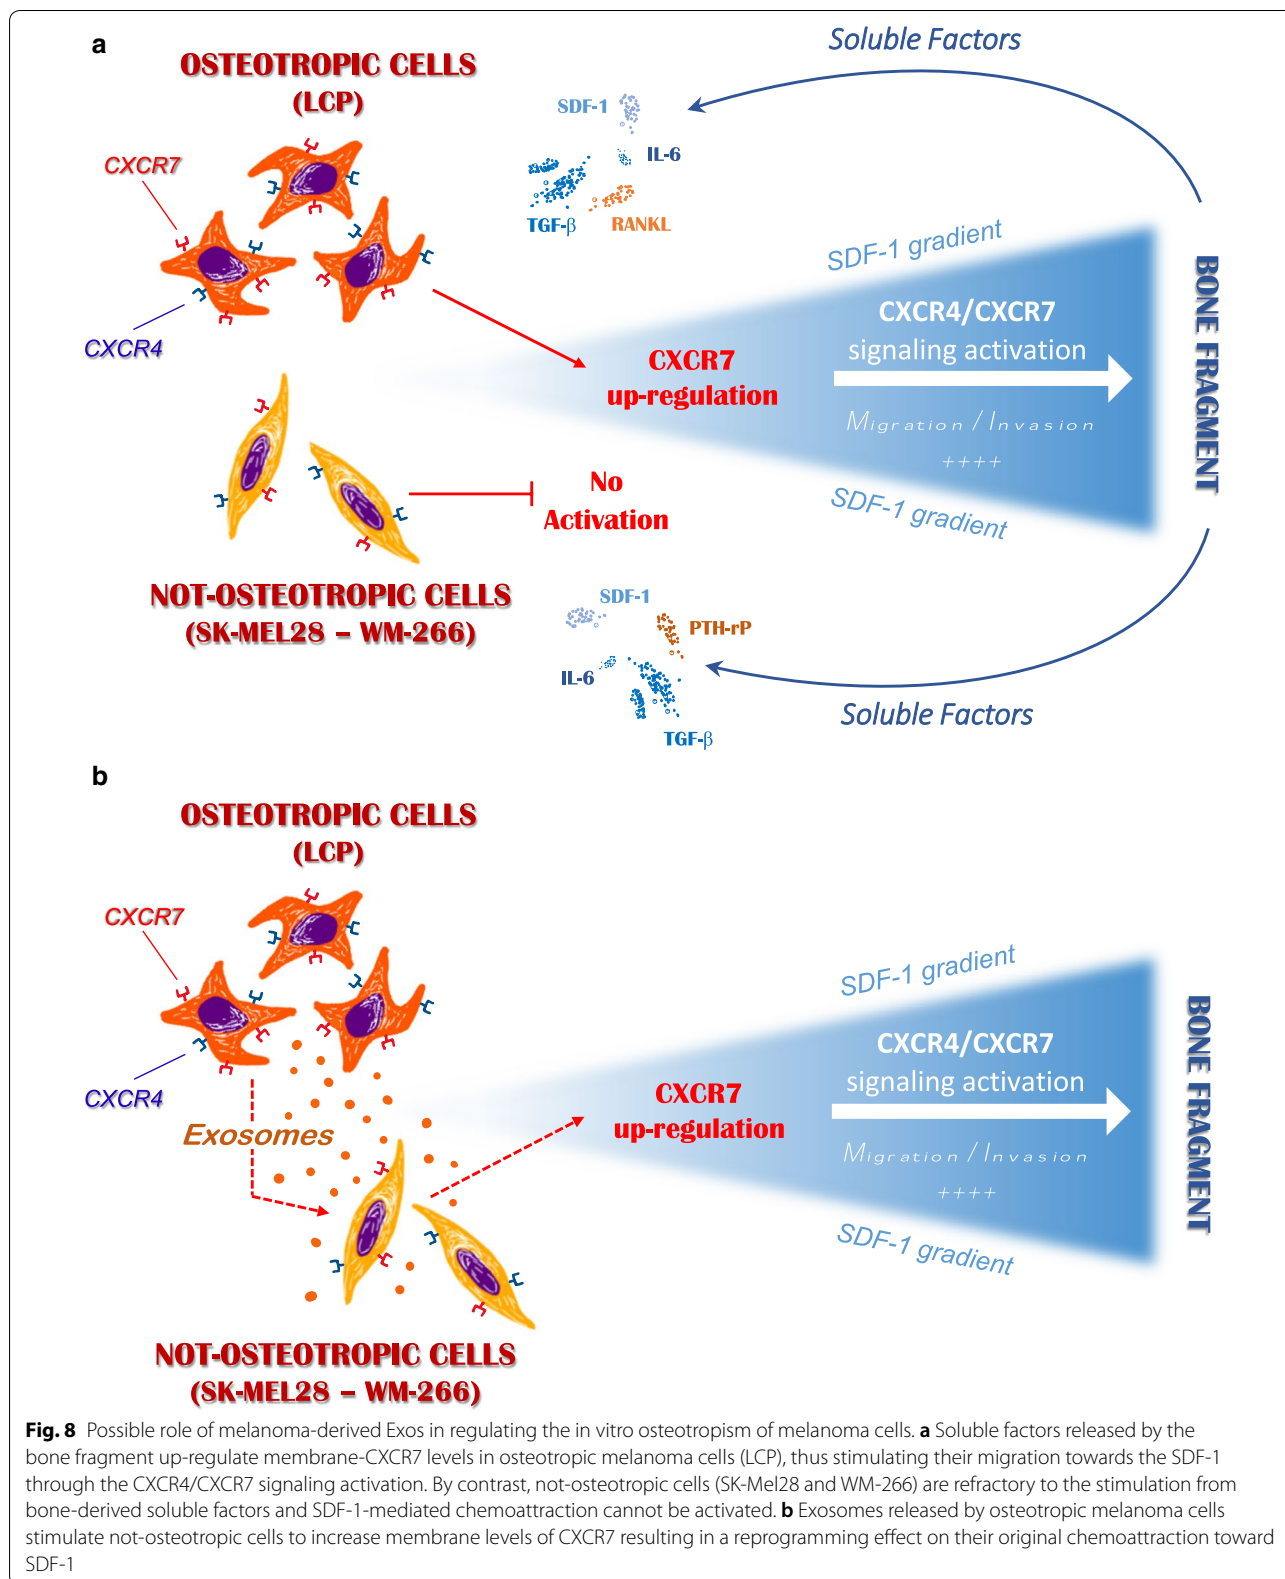 a
Soluble Factors
OSTEOTROPIC CELLS
(LCP)
SDF-1
IL-6
CXCR7
TGF-β
RANKL
SDF-1 gradient
BONE FRAGMENT
CXCR4/CXCR7
signaling activation
CXCR4
CXCR7
up-regulation
Migration / Invasion
++++
No
Activation
SDF-1 gradient
NOT-OSTEOTROPIC CELLS
(SK-MEL28 – WM-266)
SDF-1
PTH-rP
IL-6
TGF-β
Soluble Factors
b
OSTEOTROPIC CELLS
(LCP)
CXCR7
SDF-1 gradient
BONE FRAGMENT
CXCR4/CXCR7
signaling activation
CXCR4
CXCR7
up-regulation
Exosomes
Migration / Invasion
++++
SDF-1 gradient
NOT-OSTEOTROPIC CELLS
(SK-MEL28 – WM-266)
Fig. 8 Possible role of melanoma-derived Exos in regulating the in vitro osteotropism of melanoma cells. a Soluble factors released by the
bone fragment up-regulate membrane-CXCR7 levels in osteotropic melanoma cells (LCP), thus stimulating their migration towards the SDF-1
through the CXCR4/CXCR7 signaling activation. By contrast, not-osteotropic cells (SK-Mel28 and WM-266) are refractory to the stimulation from
bone-derived soluble factors and SDF-1-mediated chemoattraction cannot be activated. b Exosomes released by osteotropic melanoma cells
stimulate not-osteotropic cells to increase membrane levels of CXCR7 resulting in a reprogramming effect on their original chemoattraction toward
SDF-1